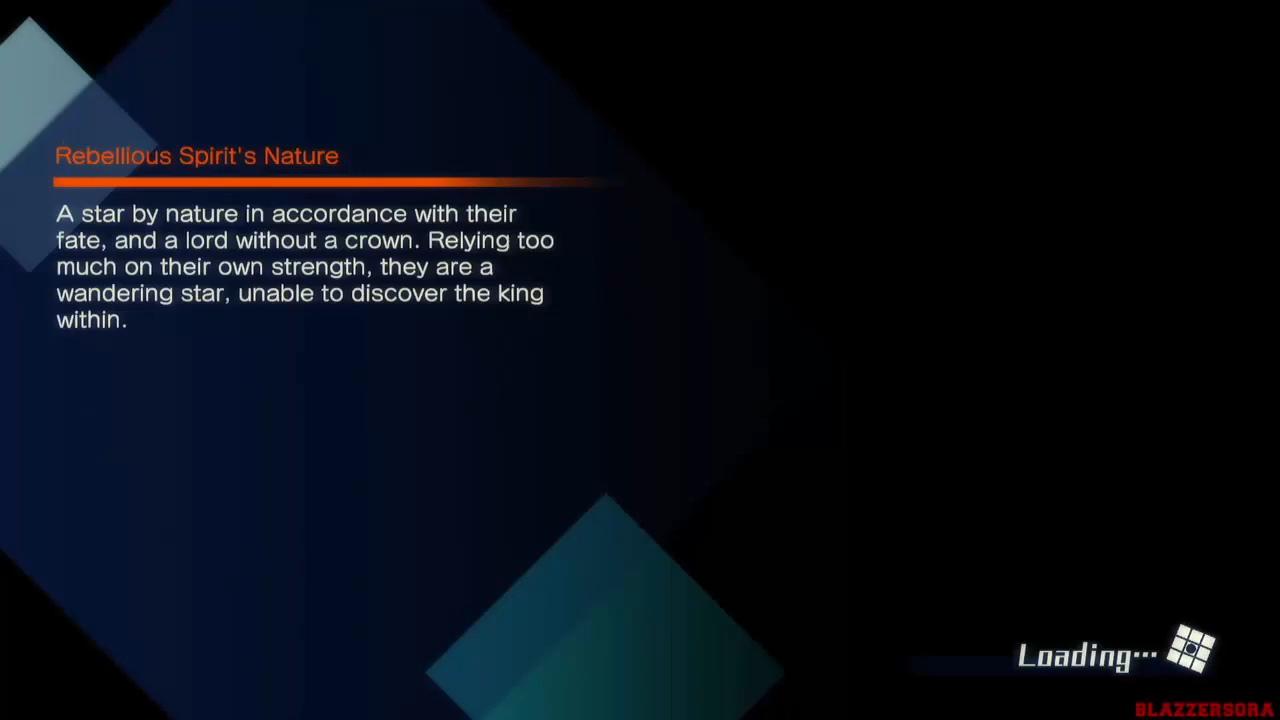 Rebellious Spirit's Nature
A star by nature in accordance with their
fate, and a lord without a crown. Relying too
much on their own strength, they are a
wandering star, unable to discover the king
within.
Loading...
BLAZZERSORA